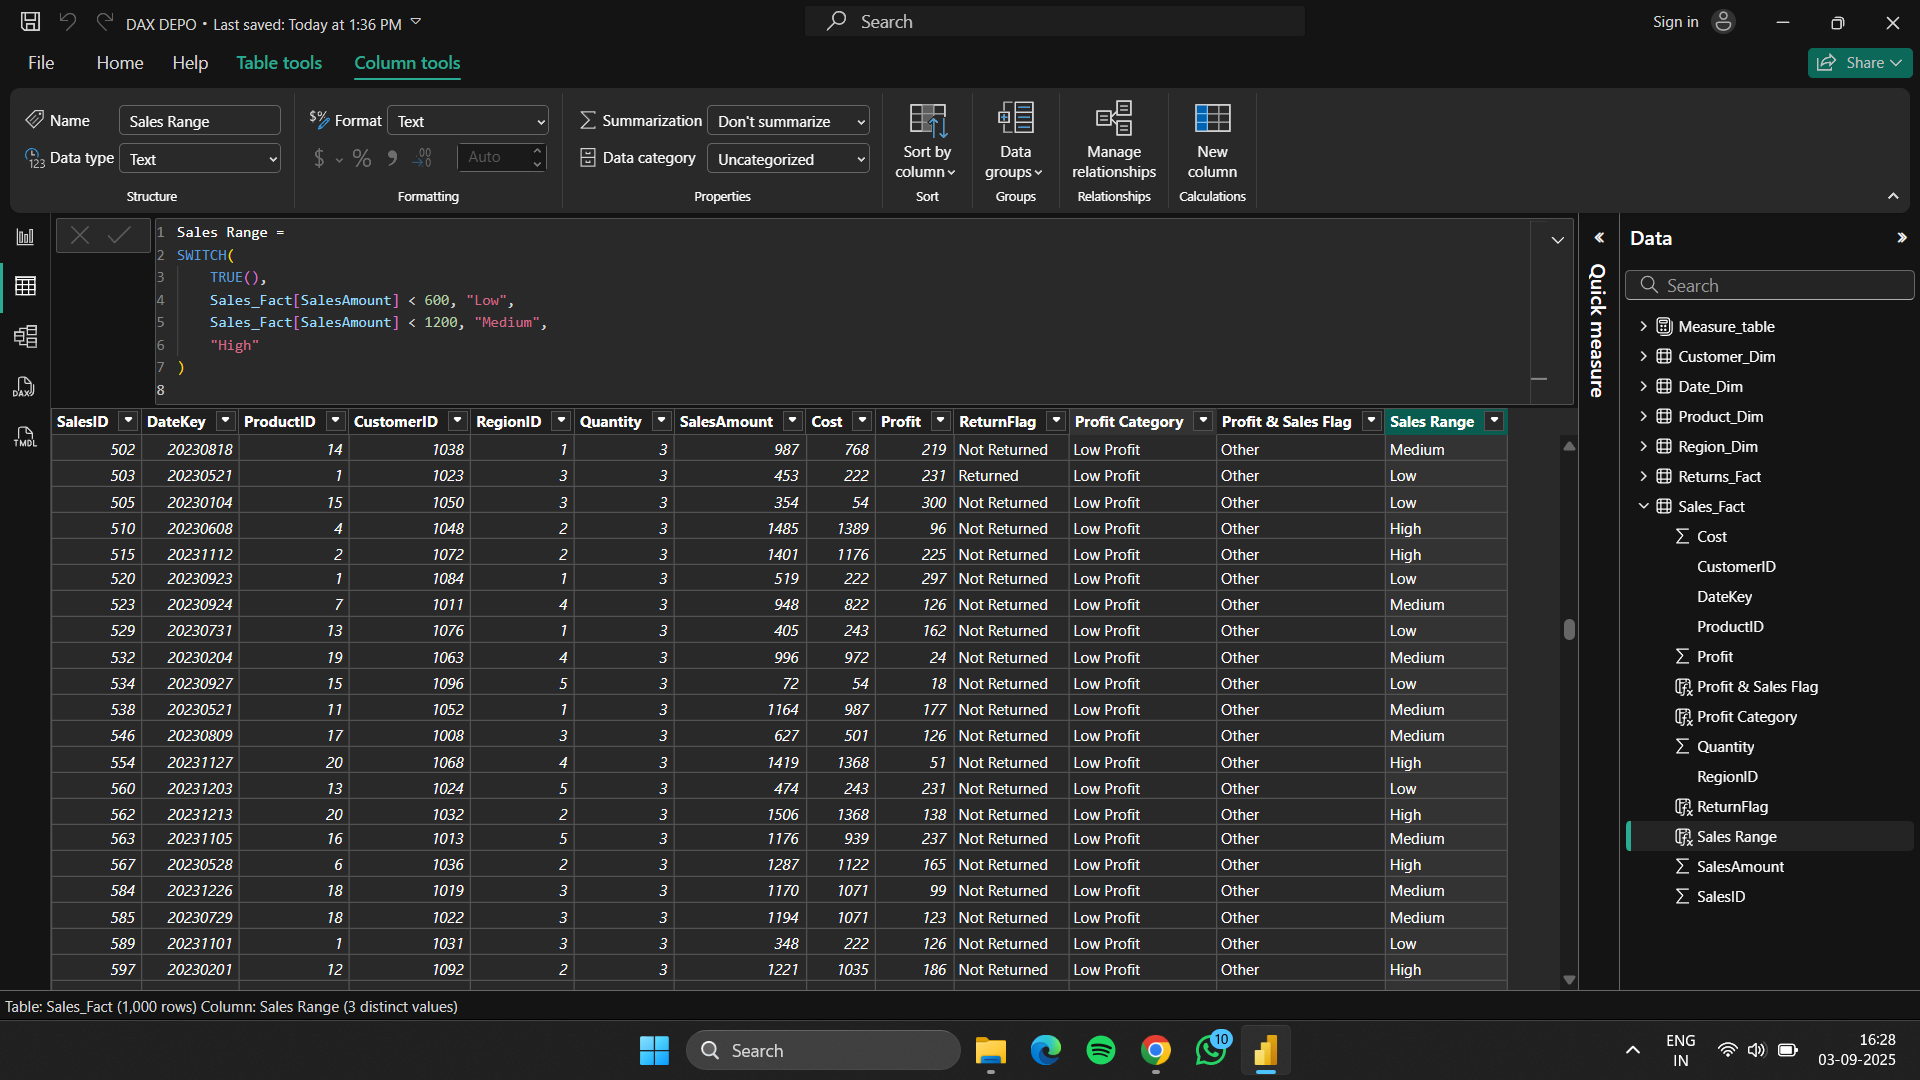 DAX DEPO • Last saved: Today at 1:36 PM
Search
Sign in
File
Home
Help
Table tools
Column tools
Share
Name
Sales Range
Data type
Text
Structure
Format
Text
$
%
Auto
Formatting
Summarization
Don't summarize
Data category
Uncategorized
Properties
Sort by
column
Sort
Data
groups
Groups
Manage
relationships
Relationships
New
column
Calculations
1 Sales Range =
2 SWITCH(
3 TRUE(),
4 Sales_Fact[SalesAmount] < 600, "Low",
5 Sales_Fact[SalesAmount] < 1200, "Medium",
6 "High"
7 )
8
SalesID DateKey ProductID CustomerID RegionID Quantity SalesAmount Cost Profit ReturnFlag Profit Category Profit & Sales Flag Sales Range
502 20230818 14 1038 1 3 987 768 219 Not Returned Low Profit Other Medium
503 20230521 1 1023 3 3 453 222 231 Returned Low Profit Other Low
505 20230104 15 1050 3 3 354 54 300 Not Returned Low Profit Other Low
510 20230608 4 1048 2 3 1485 1389 96 Not Returned Low Profit Other High
515 20231112 2 1072 2 3 1401 1176 225 Not Returned Low Profit Other High
520 20230923 1 1084 1 3 519 222 297 Not Returned Low Profit Other Low
523 20230924 7 1011 4 3 948 822 126 Not Returned Low Profit Other Medium
529 20230731 13 1076 1 3 405 243 162 Not Returned Low Profit Other Low
532 20230204 19 1063 4 3 996 972 24 Not Returned Low Profit Other Medium
534 20230927 15 1096 5 3 72 54 18 Not Returned Low Profit Other Low
538 20230521 11 1052 1 3 1164 987 177 Not Returned Low Profit Other Medium
546 20230809 17 1008 3 3 627 501 126 Not Returned Low Profit Other Medium
554 20231127 20 1068 4 3 1419 1368 51 Not Returned Low Profit Other High
560 20231203 13 1024 5 3 474 243 231 Not Returned Low Profit Other Low
562 20231213 20 1032 2 3 1506 1368 138 Not Returned Low Profit Other High
563 20231105 16 1013 5 3 1176 939 237 Not Returned Low Profit Other Medium
567 20230528 6 1036 2 3 1287 1122 165 Not Returned Low Profit Other High
584 20231226 18 1019 3 3 1170 1071 99 Not Returned Low Profit Other Medium
585 20230729 18 1022 3 3 1194 1071 123 Not Returned Low Profit Other Medium
589 20231101 1 1031 3 3 348 222 126 Not Returned Low Profit Other Low
597 20230201 12 1092 2 3 1221 1035 186 Not Returned Low Profit Other High
DAX
TMDL
Quick measure
Data
Search
Measure_table
Customer_Dim
Date_Dim
Product_Dim
Region_Dim
Returns_Fact
Sales_Fact
Cost
CustomerID
DateKey
ProductID
Profit
Profit & Sales Flag
Profit Category
Quantity
RegionID
ReturnFlag
Sales Range
SalesAmount
SalesID
Table: Sales_Fact (1,000 rows) Column: Sales Range (3 distinct values)
Search
10
ENG
IN
16:28
03-09-2025